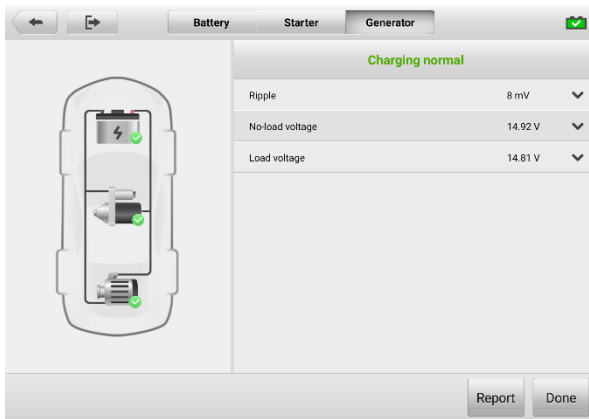 Battery Starter Generator
Charging normal
Ripple 8 mV
No-load voltage 14.92 V
Load voltage 14.81 V
Report Done